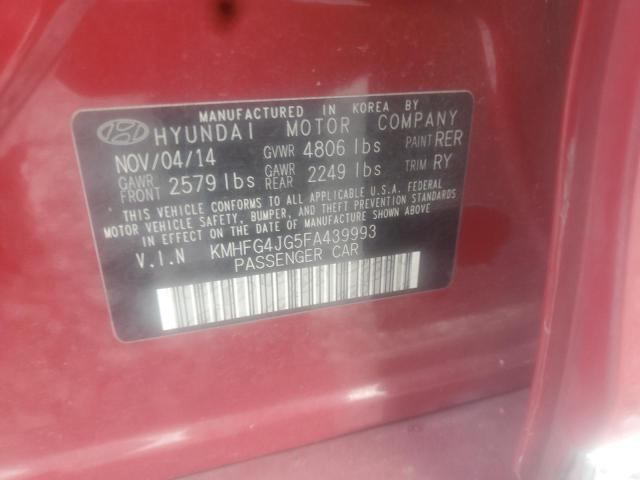 MANUFACTURED IN KOREA BY
HYUNDAI MOTOR COMPANY
NOV/04/14 GVWR 4806 lbs PAINT RER
GAWR FRONT 2579 lbs GAWR REAR 2249 lbs TRIM RY
THIS VEHICLE CONFORMS TO ALL APPLICABLE U.S.A. FEDERAL
MOTOR VEHICLE SAFETY, BUMPER, AND THEFT PREVENTION
STANDARDS IN EFFECT ON THE DATE OF MANUFACTURE SHOWN ABOVE.
V.I.N KMHFG4JG5FA439993
PASSENGER CAR